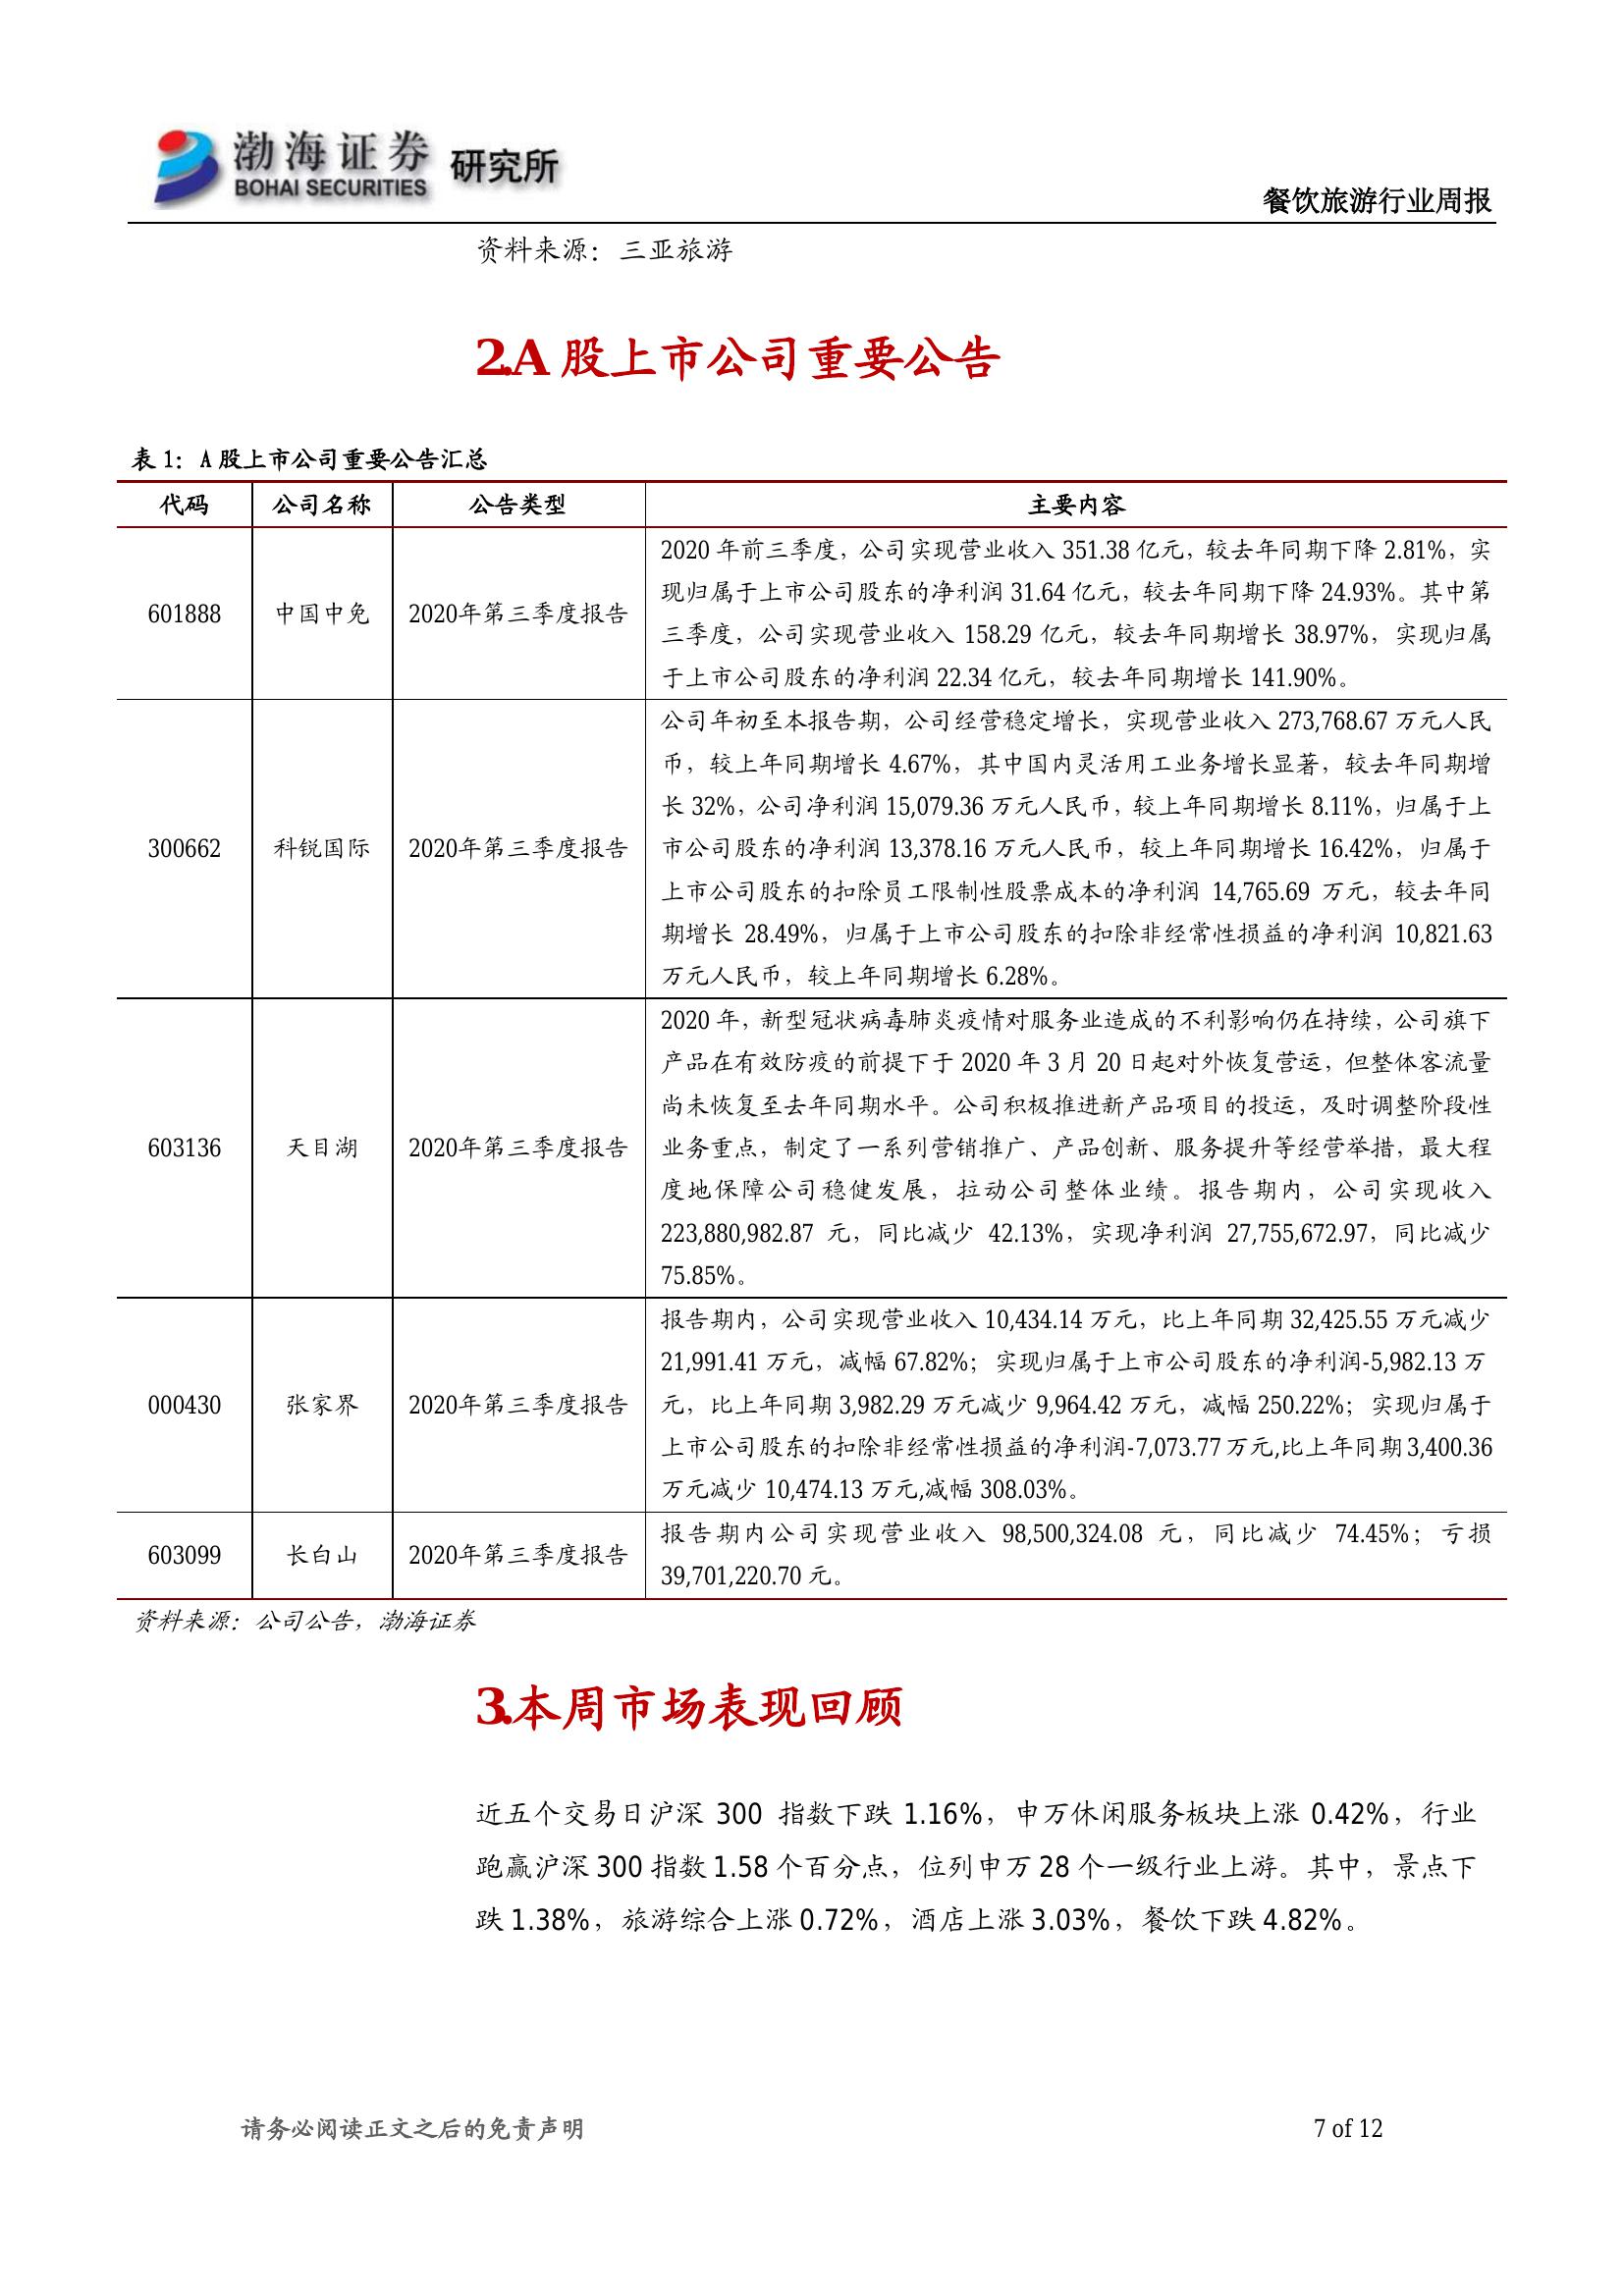 渤海证券
BOHAI SECURITIES
研究所
餐饮旅游行业周报
资料来源：三亚旅游
2.A 股上市公司重要公告
表 1：A 股上市公司重要公告汇总
代码 公司名称 公告类型 主要内容
601888 中国中免 2020年第三季度报告
2020 年前三季度，公司实现营业收入 351.38 亿元，较去年同期下降 2.81%，实
现归属于上市公司股东的净利润 31.64 亿元，较去年同期下降 24.93%。其中第
三季度，公司实现营业收入 158.29 亿元，较去年同期增长 38.97%，实现归属
于上市公司股东的净利润 22.34 亿元，较去年同期增长 141.90%。
300662 科锐国际 2020年第三季度报告
公司年初至本报告期，公司经营稳定增长，实现营业收入 273,768.67 万元人民
币，较上年同期增长 4.67%，其中国内灵活用工业务增长显著，较去年同期增
长 32%，公司净利润 15,079.36 万元人民币，较上年同期增长 8.11%，归属于上
市公司股东的净利润 13,378.16 万元人民币，较上年同期增长 16.42%，归属于
上市公司股东的扣除员工限制性股票成本的净利润 14,765.69 万元，较去年同
期增长 28.49%，归属于上市公司股东的扣除非经常性损益的净利润 10,821.63
万元人民币，较上年同期增长 6.28%。
603136 天目湖 2020年第三季度报告
2020 年，新型冠状病毒肺炎疫情对服务业造成的不利影响仍在持续，公司旗下
产品在有效防疫的前提下于 2020 年 3 月 20 日起对外恢复营运，但整体客流量
尚未恢复至去年同期水平。公司积极推进新产品项目的投运，及时调整阶段性
业务重点，制定了一系列营销推广、产品创新、服务提升等经营举措，最大程
度地保障公司稳健发展，拉动公司整体业绩。报告期内，公司实现收入
223,880,982.87 元，同比减少 42.13%，实现净利润 27,755,672.97，同比减少
75.85%。
000430 张家界 2020年第三季度报告
报告期内，公司实现营业收入 10,434.14 万元，比上年同期 32,425.55 万元减少
21,991.41 万元，减幅 67.82%；实现归属于上市公司股东的净利润-5,982.13 万
元，比上年同期 3,982.29 万元减少 9,964.42 万元，减幅 250.22%；实现归属于
上市公司股东的扣除非经常性损益的净利润-7,073.77 万元,比上年同期 3,400.36
万元减少 10,474.13 万元,减幅 308.03%。
603099 长白山 2020年第三季度报告
报告期内公司实现营业收入 98,500,324.08 元，同比减少 74.45%；亏损
39,701,220.70 元。
资料来源：公司公告，渤海证券
3.本周市场表现回顾
近五个交易日沪深 300 指数下跌 1.16%，申万休闲服务板块上涨 0.42%，行业
跑赢沪深 300 指数 1.58 个百分点，位列申万 28 个一级行业上游。其中，景点下
跌 1.38%，旅游综合上涨 0.72%，酒店上涨 3.03%，餐饮下跌 4.82%。
请务必阅读正文之后的免责声明
7 of 12